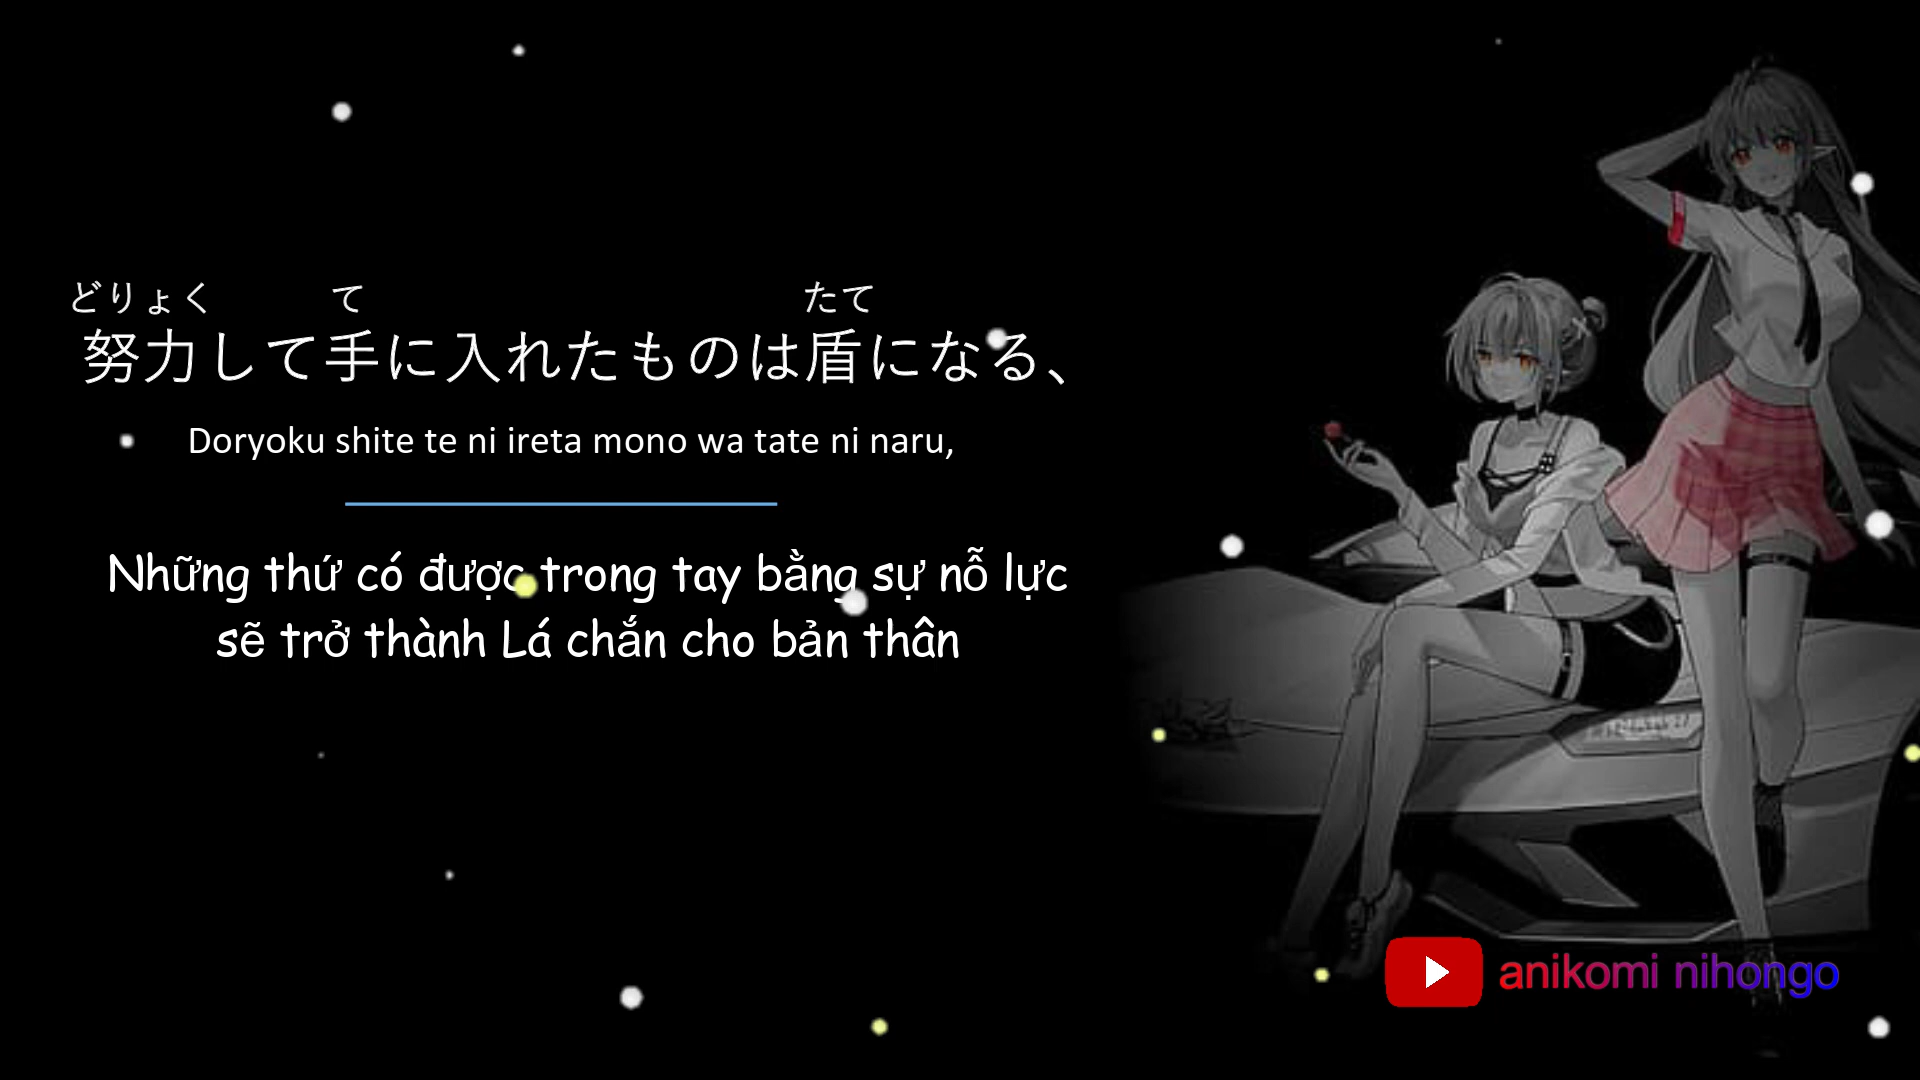 どりょく て たて
努力して手に入れたものは盾になる、
Doryoku shite te ni ireta mono wa tate ni naru,
Những thứ có được trong tay bằng sự nỗ lực
sẽ trở thành Lá chắn cho bản thân
anikomi nihongo